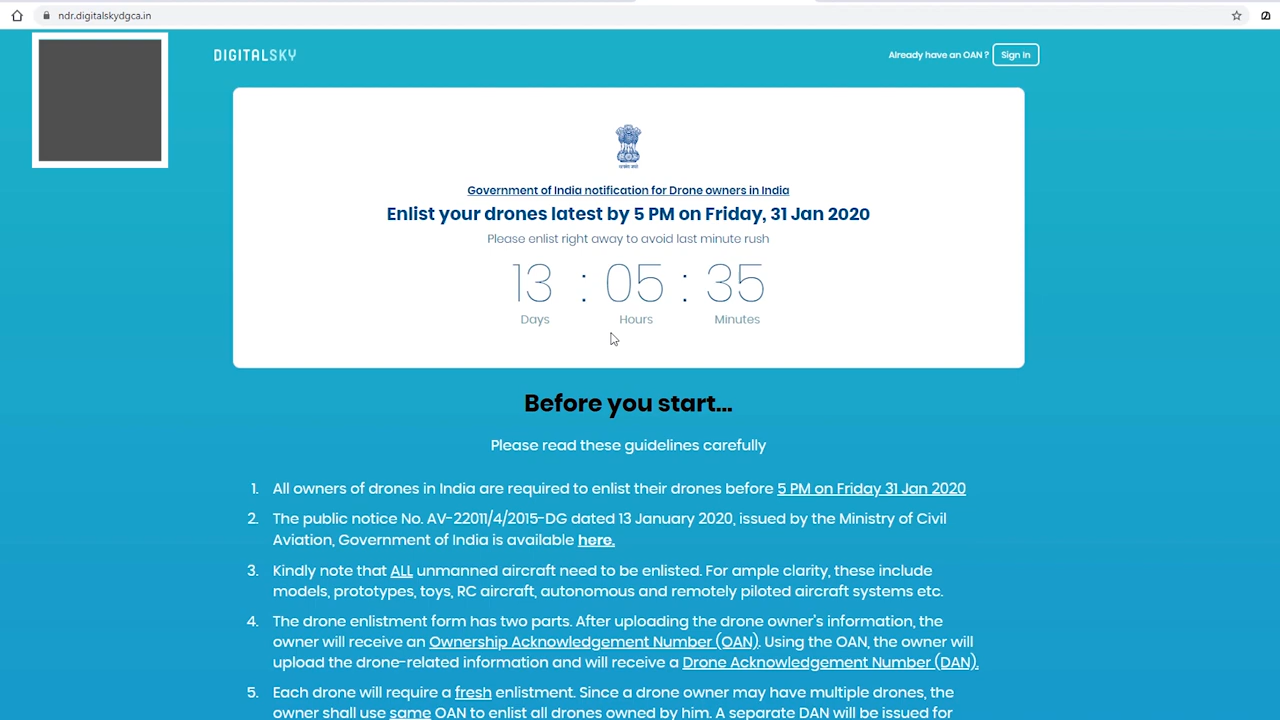 ndr.digitalskydgca.in
DIGITALSKY
Already have an OAN ? Sign In
Government of India notification for Drone owners in India
Enlist your drones latest by 5 PM on Friday, 31 Jan 2020
Please enlist right away to avoid last minute rush
13 : 05 : 35
Days Hours Minutes
Before you start...
Please read these guidelines carefully
1. All owners of drones in India are required to enlist their drones before 5 PM on Friday 31 Jan 2020
2. The public notice No. AV-22011/4/2015-DG dated 13 January 2020, issued by the Ministry of Civil
Aviation, Government of India is available here.
3. Kindly note that ALL unmanned aircraft need to be enlisted. For ample clarity, these include
models, prototypes, toys, RC aircraft, autonomous and remotely piloted aircraft systems etc.
4. The drone enlistment form has two parts. After uploading the drone owner's information, the
owner will receive an Ownership Acknowledgement Number (OAN). Using the OAN, the owner will
upload the drone-related information and will receive a Drone Acknowledgement Number (DAN).
5. Each drone will require a fresh enlistment. Since a drone owner may have multiple drones, the
owner shall use same OAN to enlist all drones owned by him. A separate DAN will be issued for